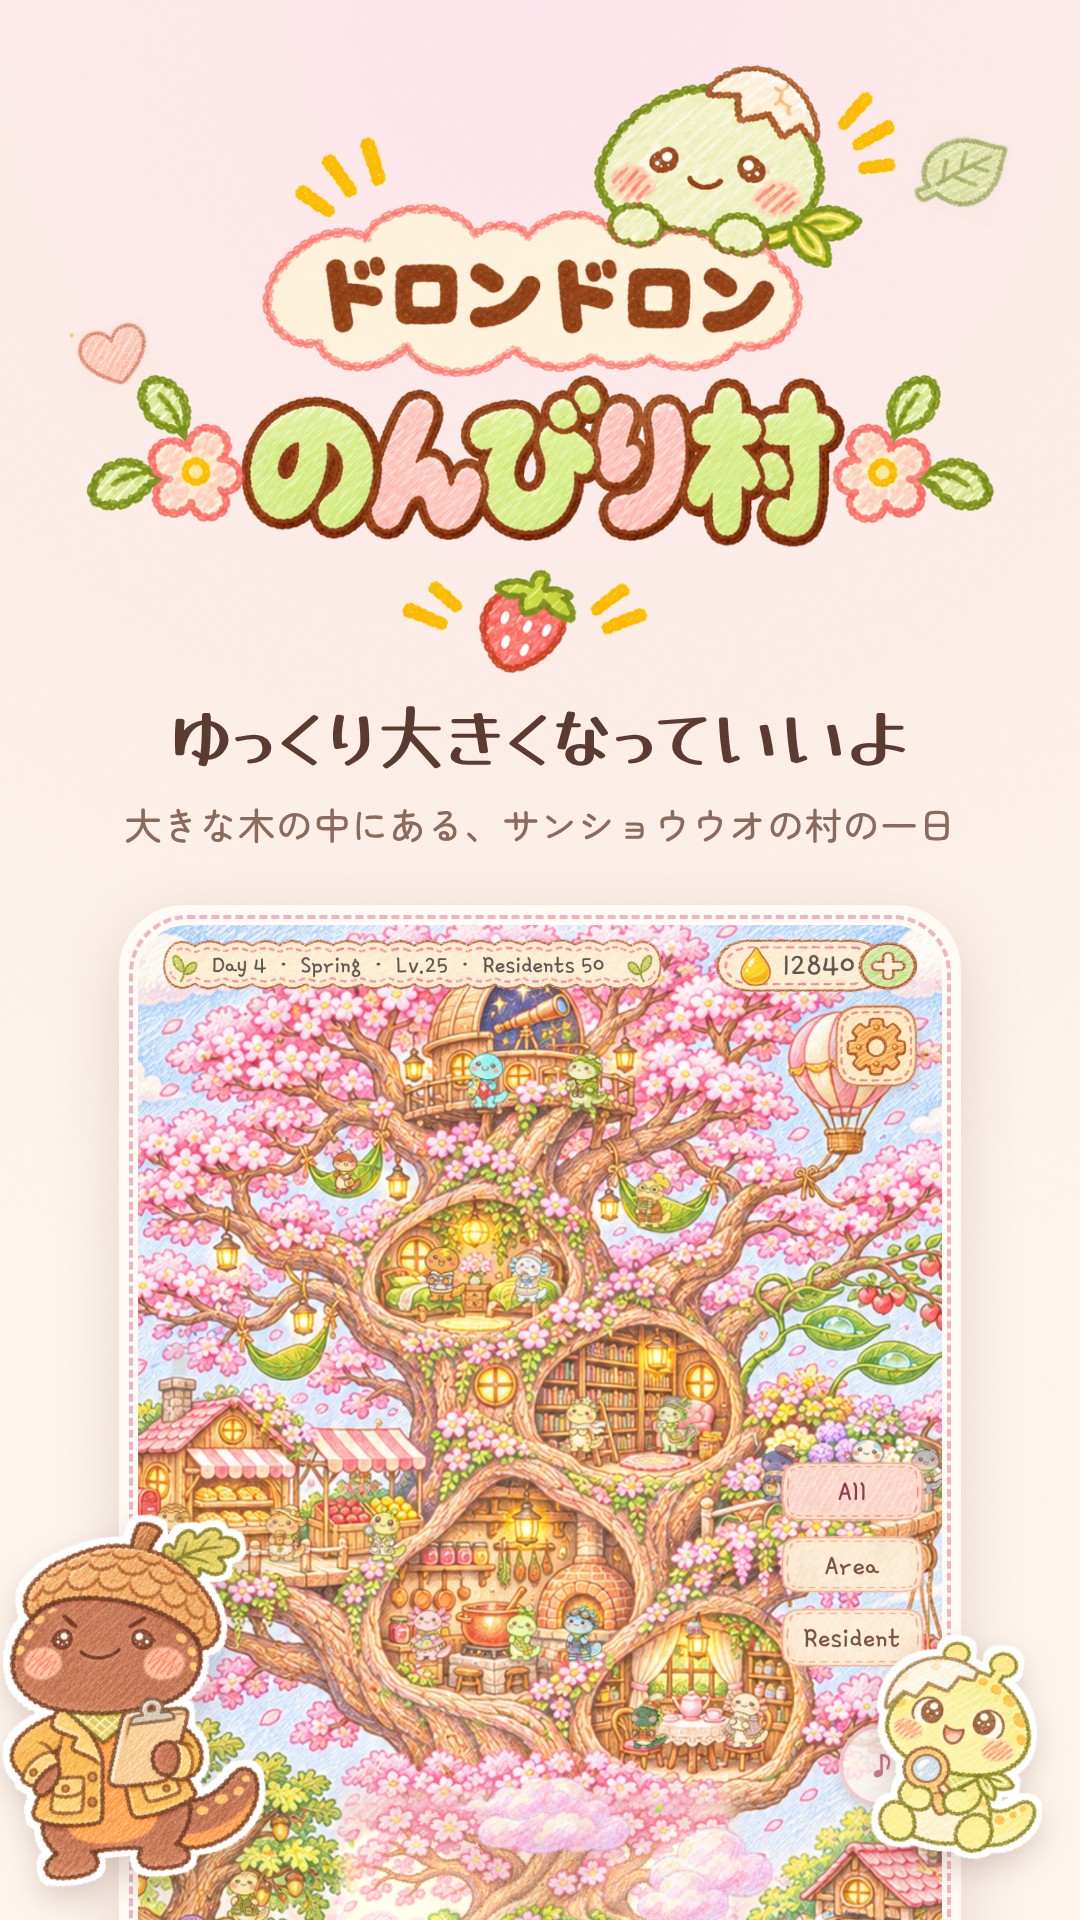 ドロンドロン
のんびり村
ゆっくり大きくなっていいよ
大きな木の中にある、サンショウウオの村の一日
Day 4 · Spring · Lv.25 · Residents 50
12840
All
Area
Resident